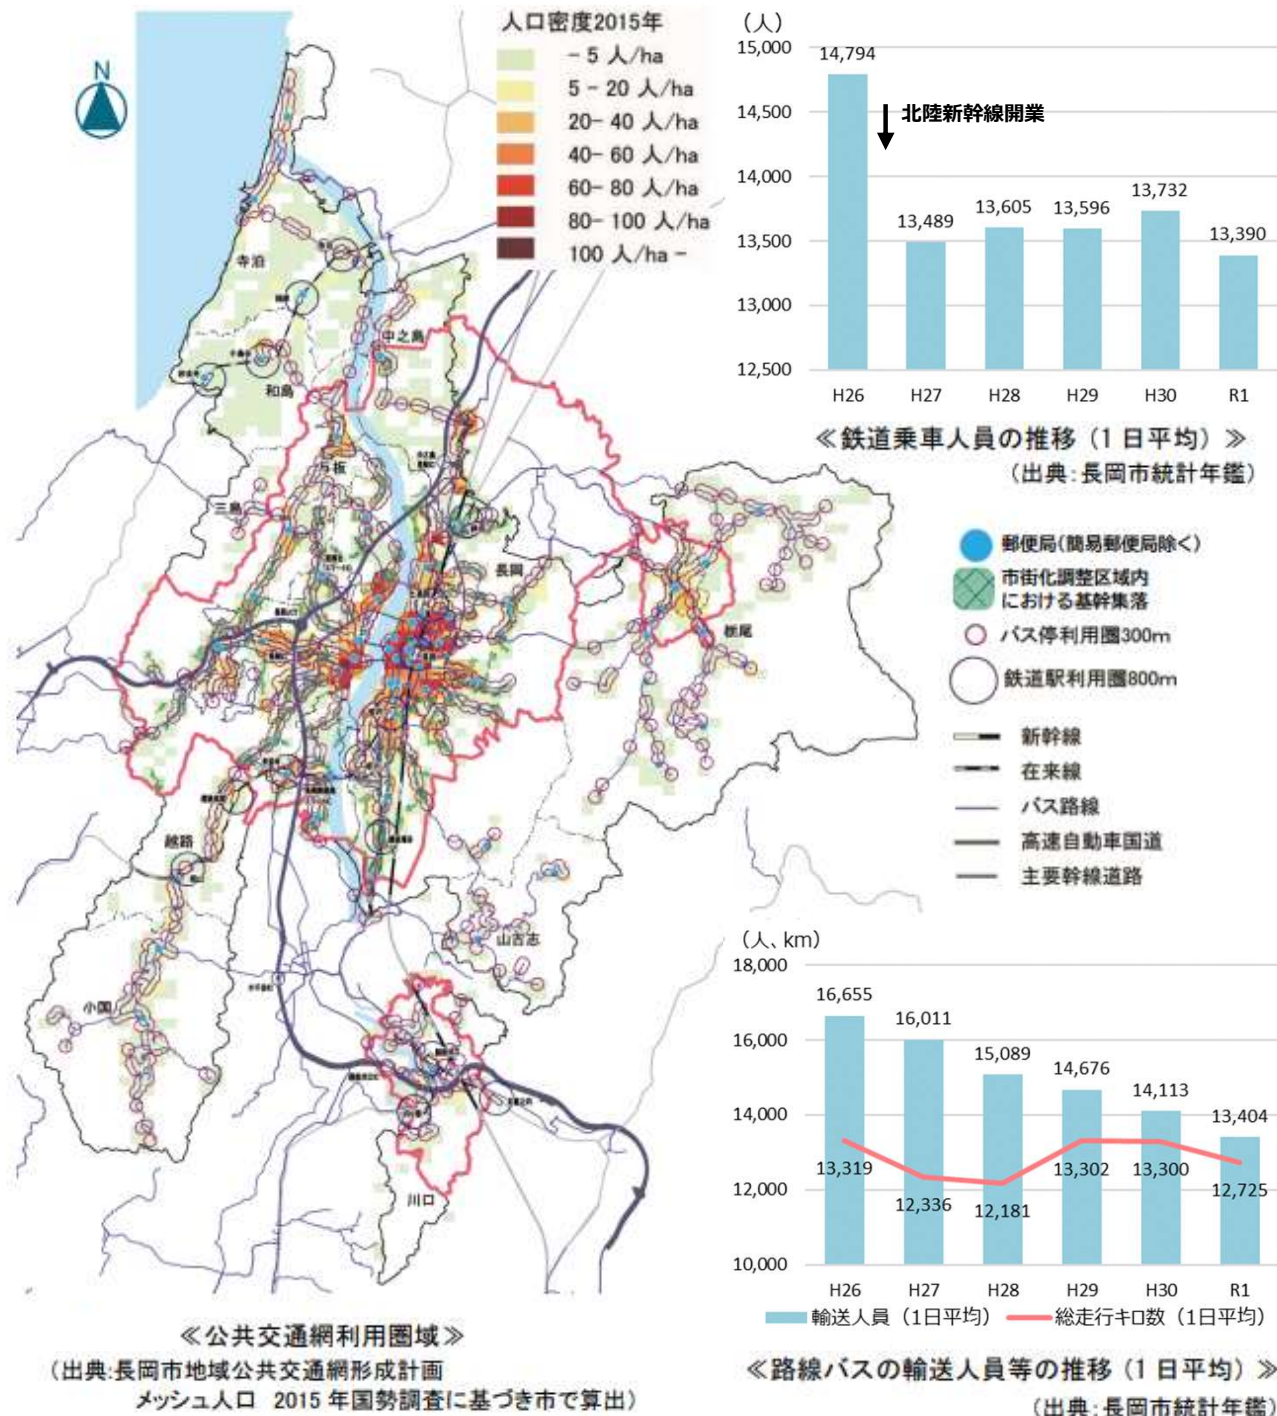 人口密度2015年
- 5 人/ha
5 - 20 人/ha
20- 40 人/ha
40- 60 人/ha
60- 80 人/ha
80- 100 人/ha
100 人/ha -
N
寺泊
中之島
和島
与板
三島
長岡
栃尾
越路
山古志
小国
川口
≪公共交通網利用圏域≫
(出典:長岡市地域公共交通網形成計画
メッシュ人口 2015 年国勢調査に基づき市で算出)
(人)
15,000
14,500
14,000
13,500
13,000
12,500
14,794
13,489
13,605
13,596
13,732
13,390
北陸新幹線開業
H26 H27 H28 H29 H30 R1
≪鉄道乗車人員の推移 (1 日平均) ≫
(出典:長岡市統計年鑑)
郵便局(簡易郵便局除く)
市街化調整区域内
における基幹集落
バス停利用圏300m
鉄道駅利用圏800m
新幹線
在来線
バス路線
高速自動車国道
主要幹線道路
(人、km)
18,000
16,000
14,000
12,000
10,000
16,655
16,011
15,089
14,676
14,113
13,404
13,319
12,336
12,181
13,302
13,300
12,725
H26 H27 H28 H29 H30 R1
輸送人員(1日平均) 総走行キロ数(1日平均)
≪路線バスの輸送人員等の推移 (1 日平均) ≫
(出典:長岡市統計年鑑)